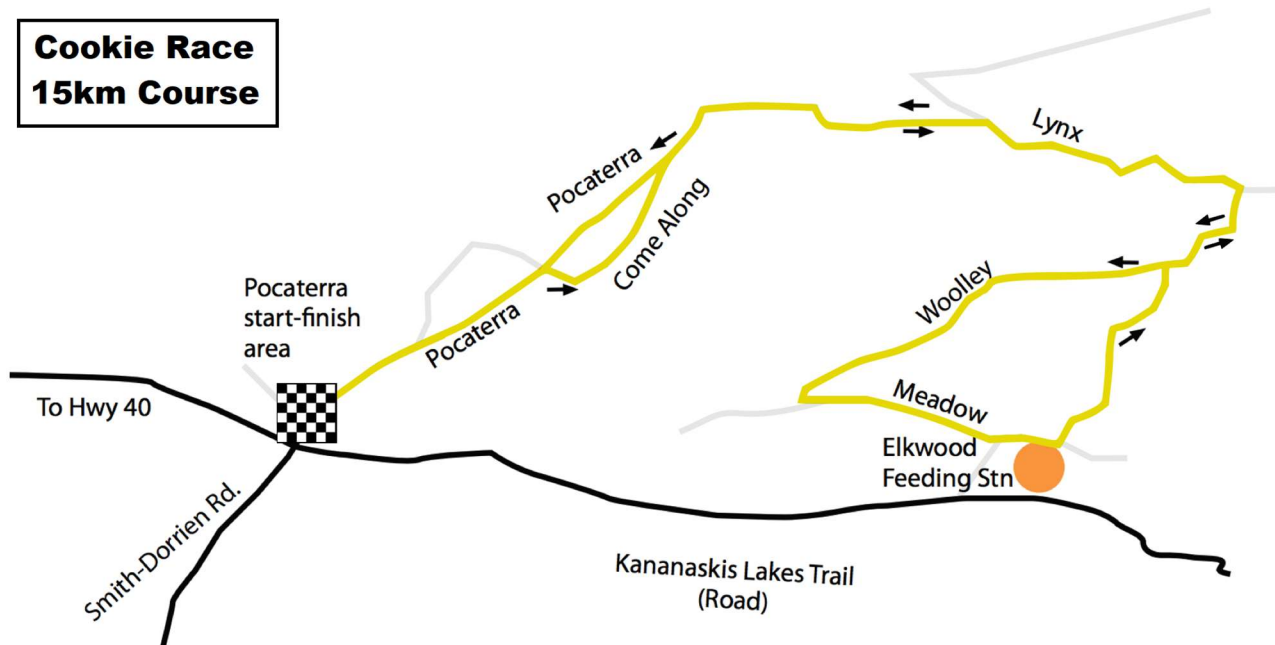 Cookie Race
15km Course
Lynx
Pocaterra
Come Along
Woolley
Pocaterra
start-finish
area
Pocaterra
To Hwy 40
Meadow
Elkwood
Feeding Stn
Smith-Dorrien Rd.
Kananaskis Lakes Trail
(Road)